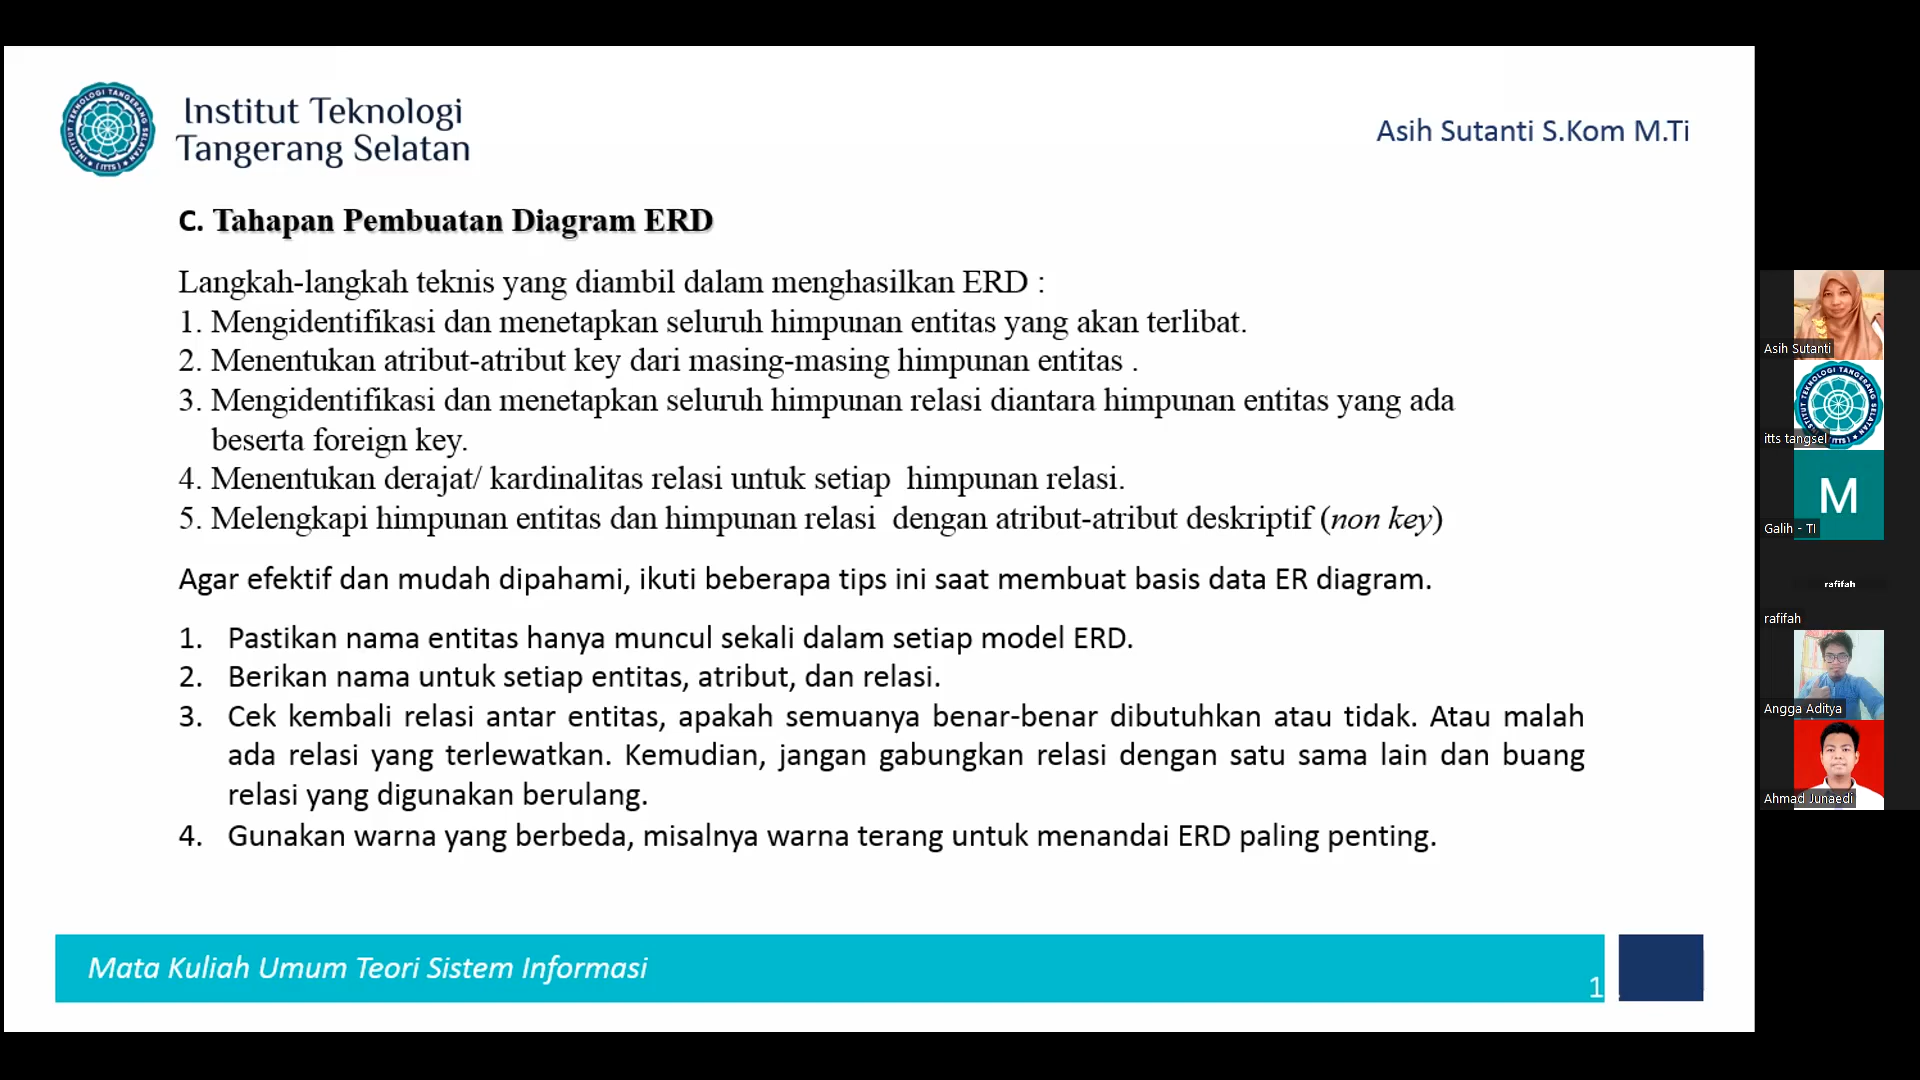 Institut Teknologi
Tangerang Selatan
Asih Sutanti S.Kom M.Ti
C. Tahapan Pembuatan Diagram ERD
Langkah-langkah teknis yang diambil dalam menghasilkan ERD :
1. Mengidentifikasi dan menetapkan seluruh himpunan entitas yang akan terlibat.
2. Menentukan atribut-atribut key dari masing-masing himpunan entitas .
3. Mengidentifikasi dan menetapkan seluruh himpunan relasi diantara himpunan entitas yang ada
beserta foreign key.
4. Menentukan derajat/ kardinalitas relasi untuk setiap himpunan relasi.
5. Melengkapi himpunan entitas dan himpunan relasi dengan atribut-atribut deskriptif (non key)
Agar efektif dan mudah dipahami, ikuti beberapa tips ini saat membuat basis data ER diagram.
1. Pastikan nama entitas hanya muncul sekali dalam setiap model ERD.
2. Berikan nama untuk setiap entitas, atribut, dan relasi.
3. Cek kembali relasi antar entitas, apakah semuanya benar-benar dibutuhkan atau tidak. Atau malah
ada relasi yang terlewatkan. Kemudian, jangan gabungkan relasi dengan satu sama lain dan buang
relasi yang digunakan berulang.
4. Gunakan warna yang berbeda, misalnya warna terang untuk menandai ERD paling penting.
Mata Kuliah Umum Teori Sistem Informasi
1
Asih Sutanti
itts tangsel
M
Galih - TI
rafifah
rafifah
Angga Aditya
Ahmad Junaedi